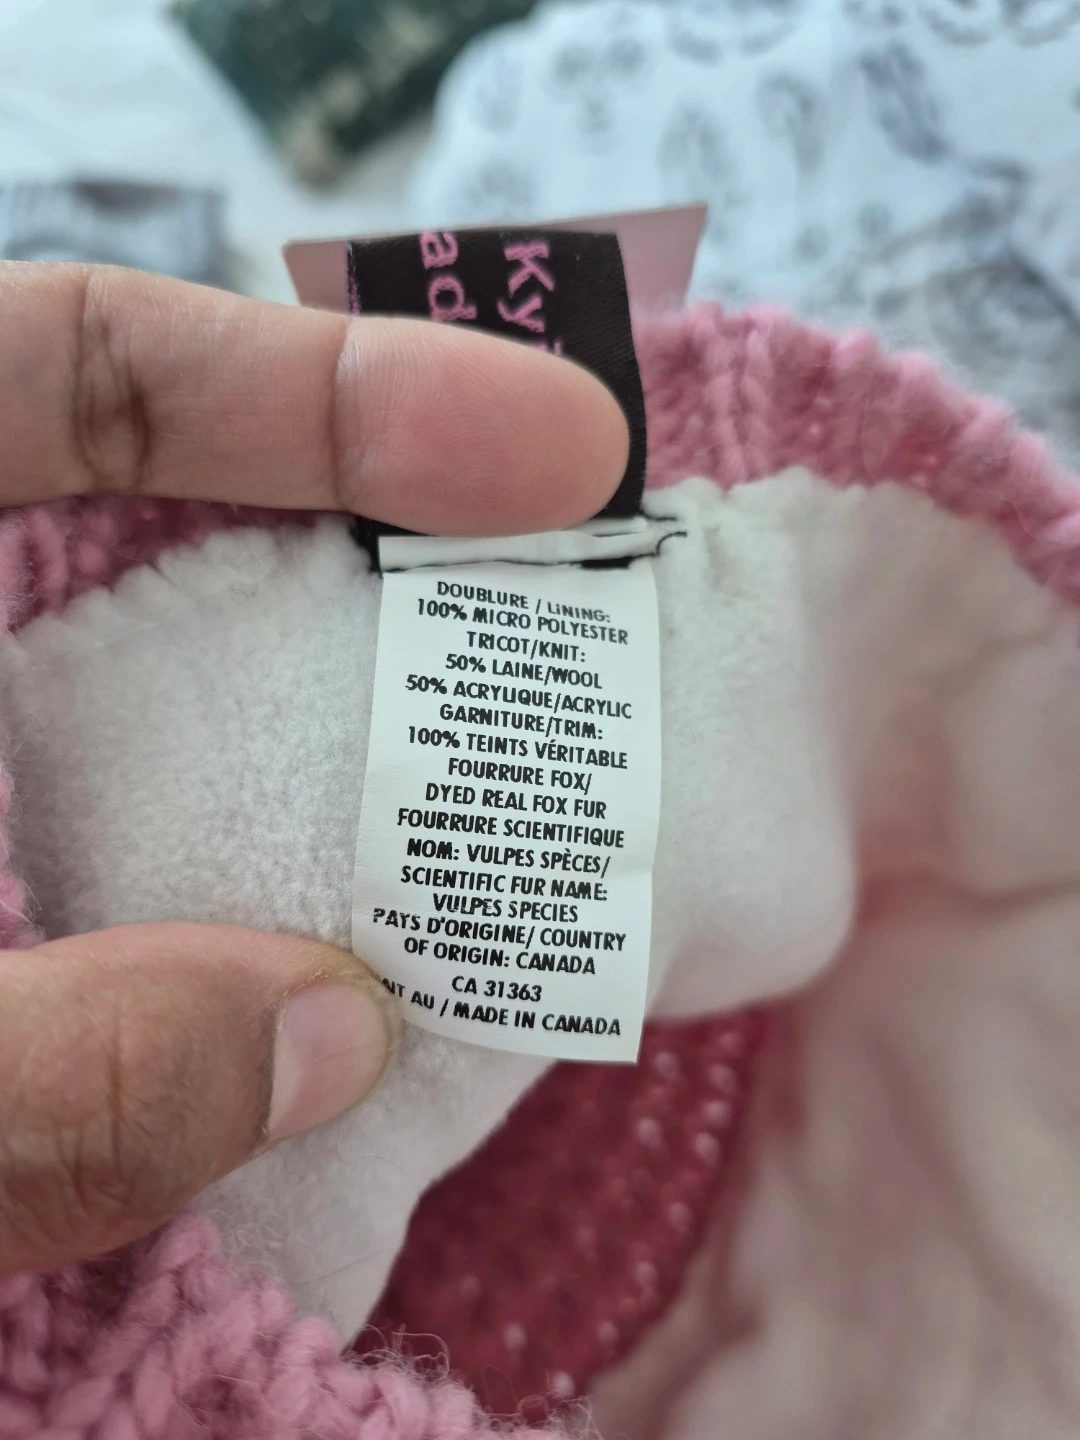 Ky
ad
DOUBLURE / LINING:
100% MICRO POLYESTER
TRICOT/KNIT:
50% LAINE/WOOL
50% ACRYLIQUE/ACRYLIC
GARNITURE/TRIM:
100% TEINTS VÉRITABLE
FOURRURE FOX/
DYED REAL FOX FUR
FOURRURE SCIENTIFIQUE
NOM: VULPES SPÈCES/
SCIENTIFIC FUR NAME:
VULPES SPECIES
PAYS D'ORIGINE/ COUNTRY
OF ORIGIN: CANADA
CA 31363
AU / MADE IN CANADA